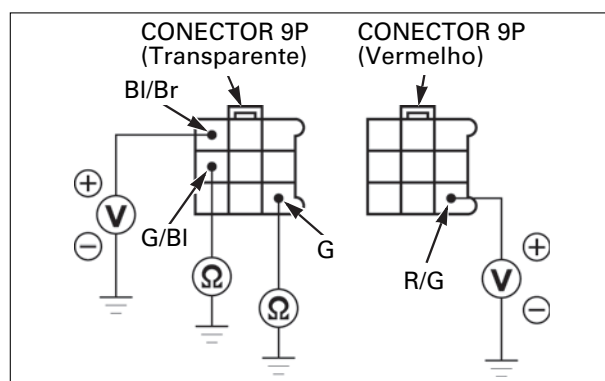 CONECTOR 9P
(Transparente)
CONECTOR 9P
(Vermelho)
Bl/Br
G/Bl
G
R/G
+
V
−
Ω
Ω
+
V
−